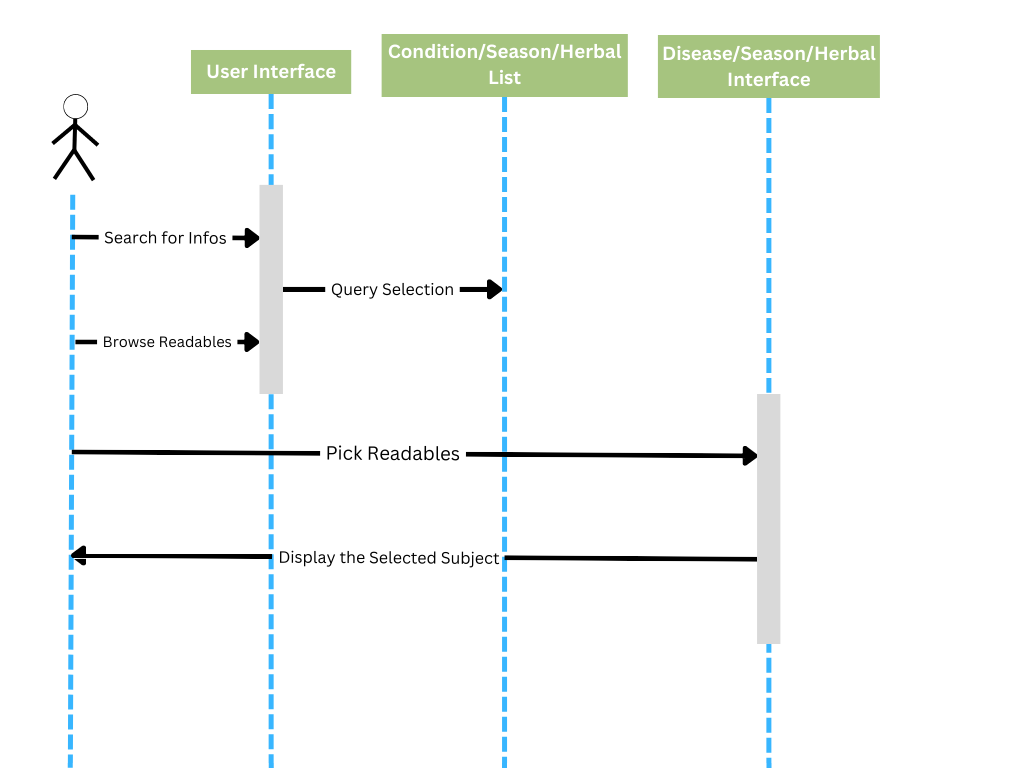 User Interface
Condition/Season/Herbal
List
Disease/Season/Herbal
Interface
Search for Infos
Query Selection
Browse Readables
Pick Readables
Display the Selected Subject